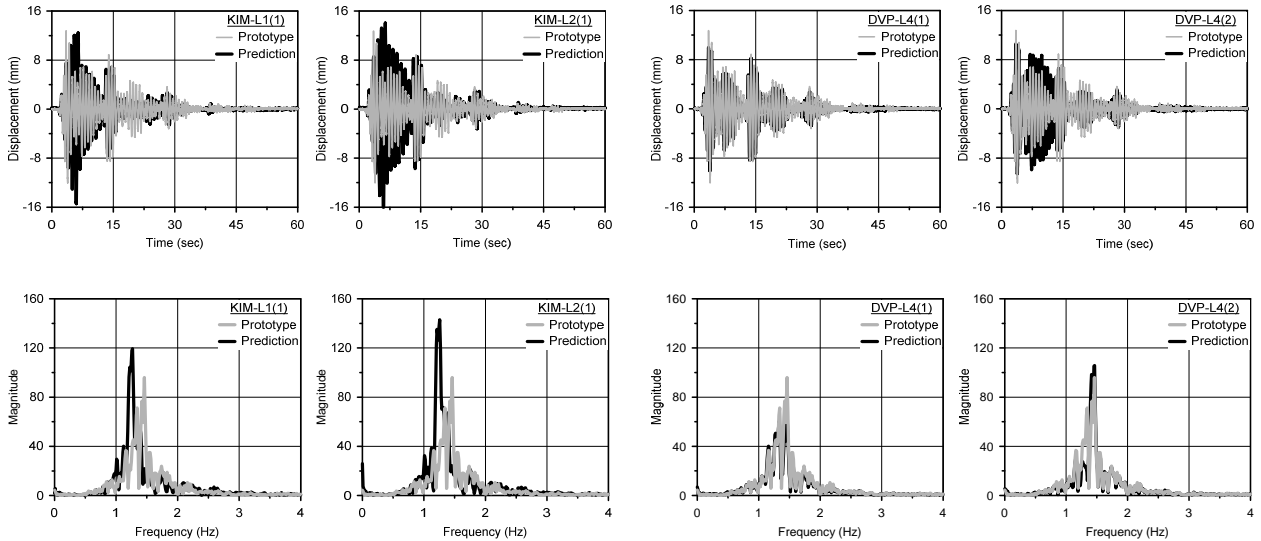 KIM-L1(1)
Prototype
Prediction
Displacement (mm)
16
8
0
-8
-16
0 15 30 45 60
Time (sec)
KIM-L2(1)
Prototype
Prediction
Displacement (mm)
16
8
0
-8
-16
0 15 30 45 60
Time (sec)
DVP-L4(1)
Prototype
Prediction
Displacement (mm)
16
8
0
-8
-16
0 15 30 45 60
Time (sec)
DVP-L4(2)
Prototype
Prediction
Displacement (mm)
16
8
0
-8
-16
0 15 30 45 60
Time (sec)
KIM-L1(1)
Prototype
Prediction
Magnitude
160
120
80
40
0
0 1 2 3 4
Frequency (Hz)
KIM-L2(1)
Prototype
Prediction
Magnitude
160
120
80
40
0
0 1 2 3 4
Frequency (Hz)
DVP-L4(1)
Prototype
Prediction
Magnitude
160
120
80
40
0
0 1 2 3 4
Frequency (Hz)
DVP-L4(2)
Prototype
Prediction
Magnitude
160
120
80
40
0
0 1 2 3 4
Frequency (Hz)